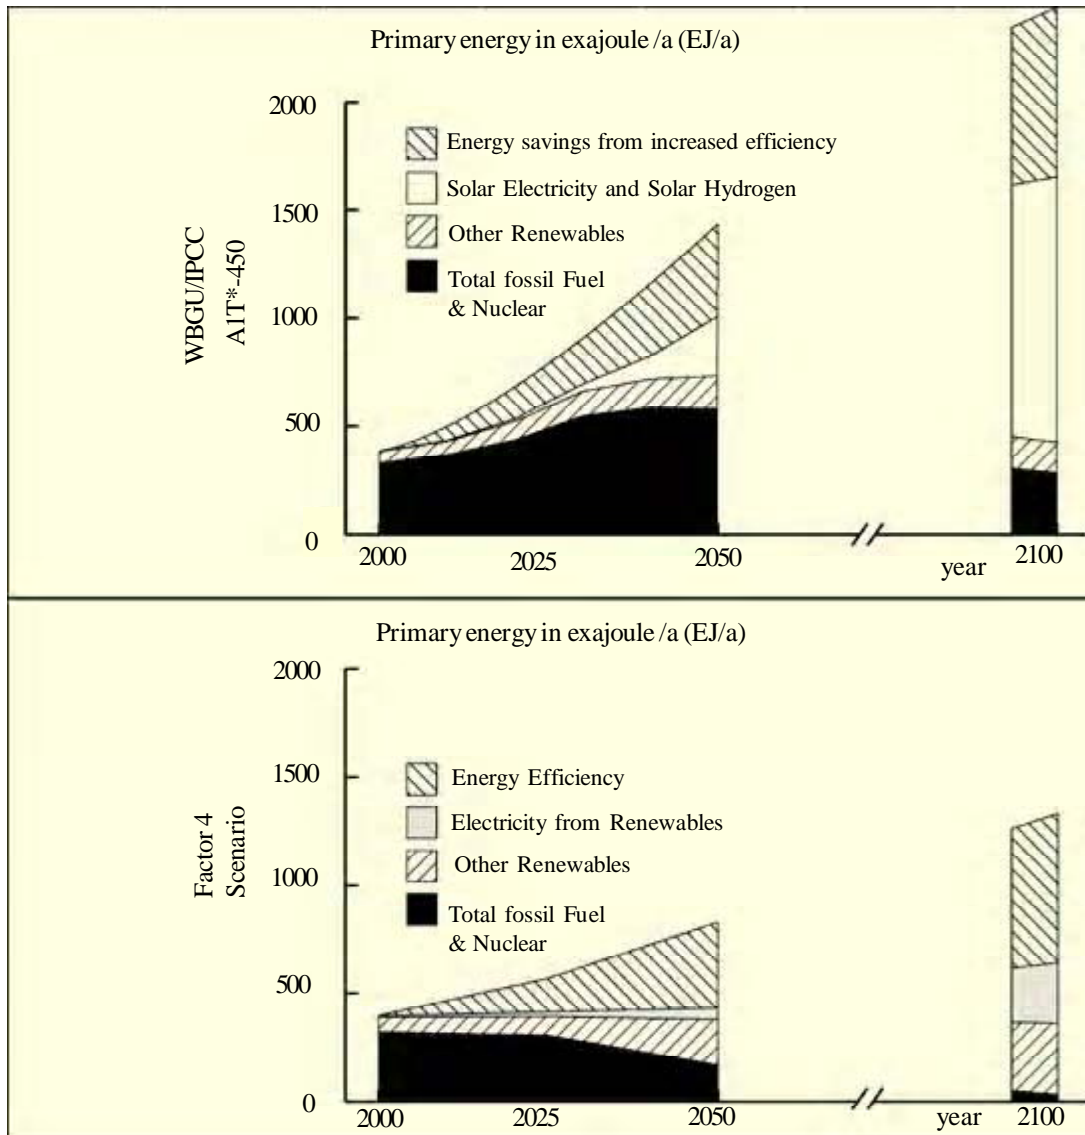 Primary energy in exajoule /a (EJ/a)
2000
1500
1000
500
0
WBGU/IPCC
A1T*-450
Energy savings from increased efficiency
Solar Electricity and Solar Hydrogen
Other Renewables
Total fossil Fuel
& Nuclear
2000
2025
2050
year
2100
Primary energy in exajoule /a (EJ/a)
2000
1500
1000
500
0
Factor 4
Scenario
Energy Efficiency
Electricity from Renewables
Other Renewables
Total fossil Fuel
& Nuclear
2000
2025
2050
year
2100